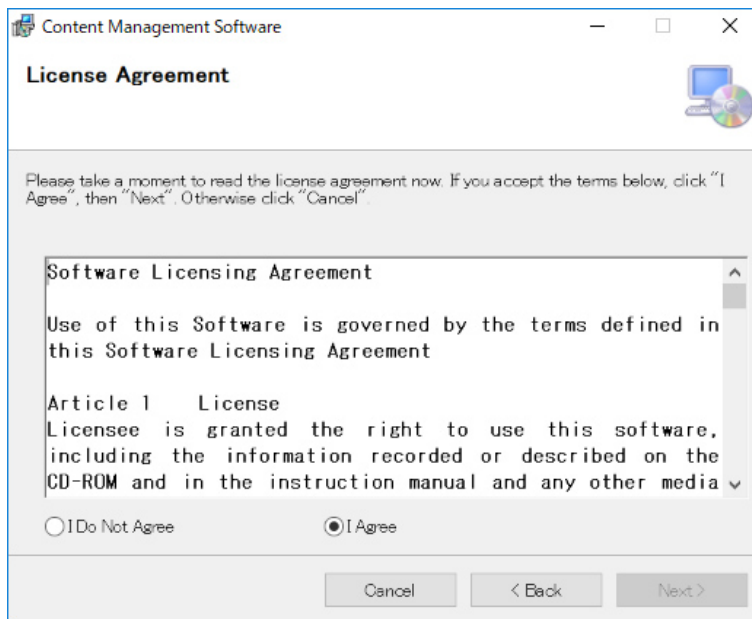 Content Management Software
License Agreement
Please take a moment to read the license agreement now. If you accept the terms below, click "I
Agree", then "Next". Otherwise click "Cancel".
Software Licensing Agreement
Use of this Software is governed by the terms defined in
this Software Licensing Agreement
Article 1 License
Licensee is granted the right to use this software,
including the information recorded or described on the
CD-ROM and in the instruction manual and any other media
I Do Not Agree
I Agree
Cancel
< Back
Next >